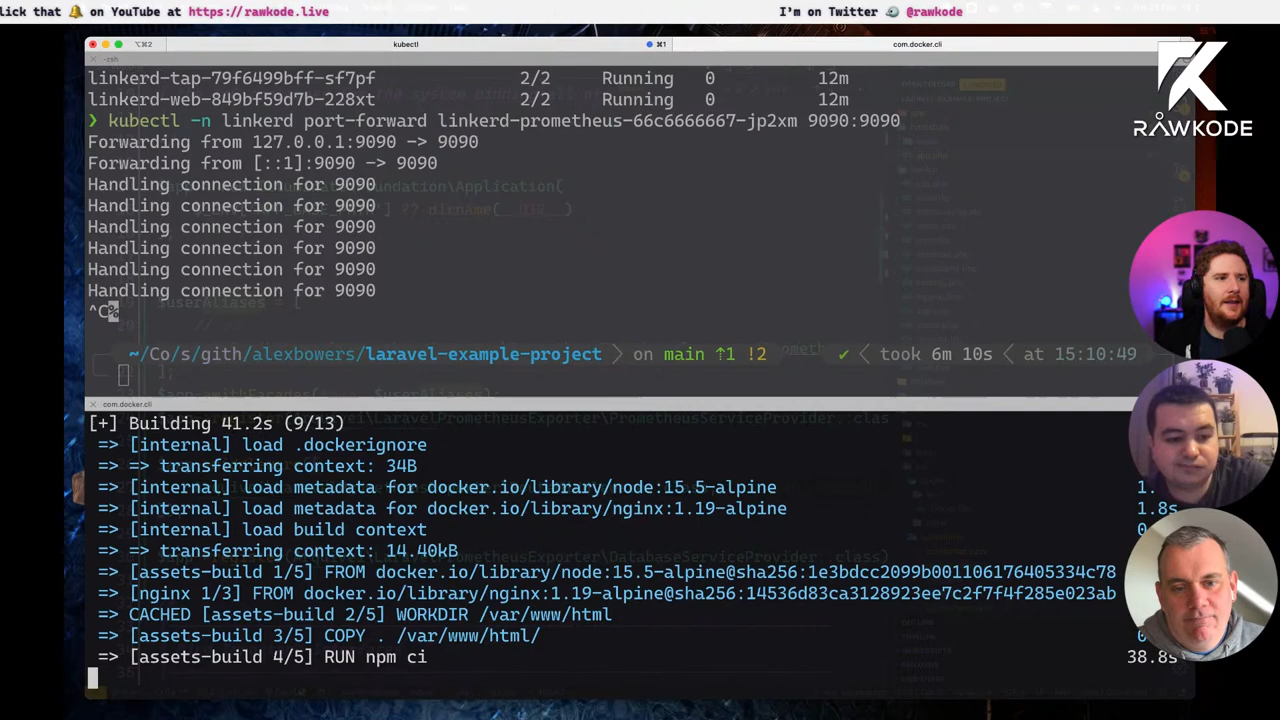 lick that 🔔 on YouTube at https://rawkode.live
I'm on Twitter @rawkode
RAWKODE
⌥⌘2
kubectl
⌘1
com.docker.cli
-zsh
linkerd-tap-79f6499bff-sf7pf 2/2 Running 0 12m
linkerd-web-849bf59d7b-228xt 2/2 Running 0 12m
❯ kubectl -n linkerd port-forward linkerd-prometheus-66c6666667-jp2xm 9090:9090
Forwarding from 127.0.0.1:9090 -> 9090
Forwarding from [::1]:9090 -> 9090
Handling connection for 9090
Handling connection for 9090
Handling connection for 9090
Handling connection for 9090
Handling connection for 9090
Handling connection for 9090
^C%
~/Co/s/gith/alexbowers/laravel-example-project on main ⇡1 !2 ✔ took 6m 10s at 15:10:49
com.docker.cli
[+] Building 41.2s (9/13)
=> [internal] load .dockerignore
=> => transferring context: 34B
=> [internal] load metadata for docker.io/library/node:15.5-alpine 1.
=> [internal] load metadata for docker.io/library/nginx:1.19-alpine 1.8s
=> [internal] load build context 0
=> => transferring context: 14.40kB
=> [assets-build 1/5] FROM docker.io/library/node:15.5-alpine@sha256:1e3bdcc2099b001106176405334c78
=> [nginx 1/3] FROM docker.io/library/nginx:1.19-alpine@sha256:14536d83ca3128923ee7c2f7f4f285e023ab
=> CACHED [assets-build 2/5] WORKDIR /var/www/html
=> [assets-build 3/5] COPY . /var/www/html/ 0.
=> [assets-build 4/5] RUN npm ci 38.8s